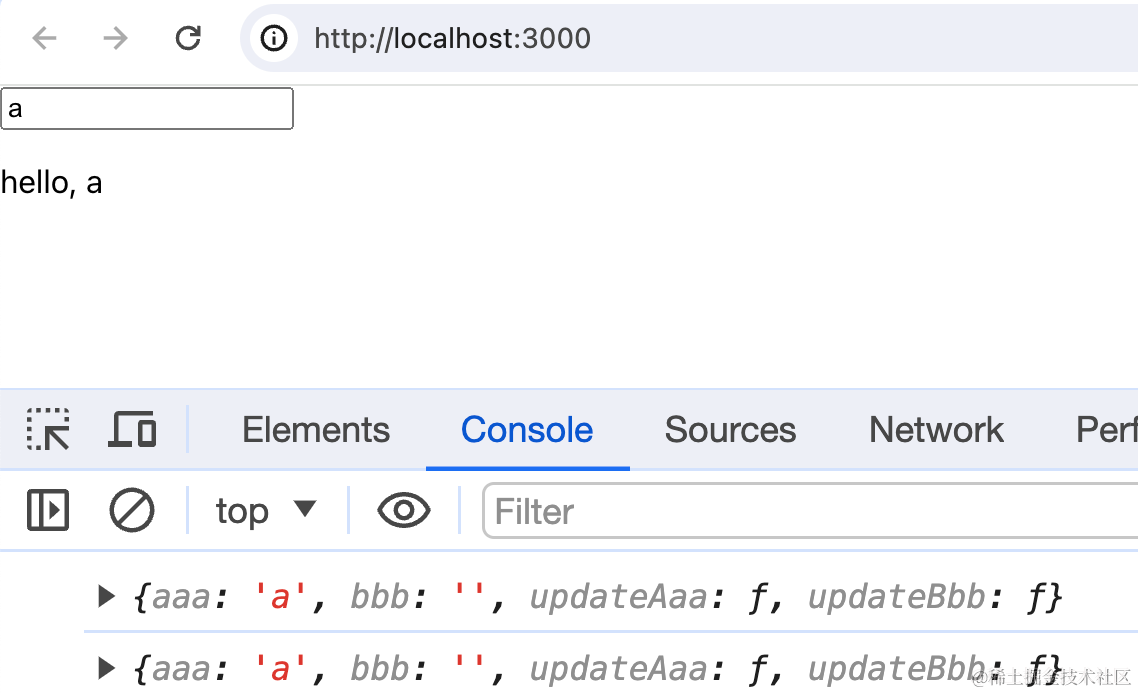 http://localhost:3000
a
hello, a
Elements Console Sources Network Perf
top Filter
{aaa: 'a', bbb: '', updateAaa: f, updateBbb: f}
{aaa: 'a', bbb: '', updateAaa: f, updateBbb: f}
@稀土掘金技术社区